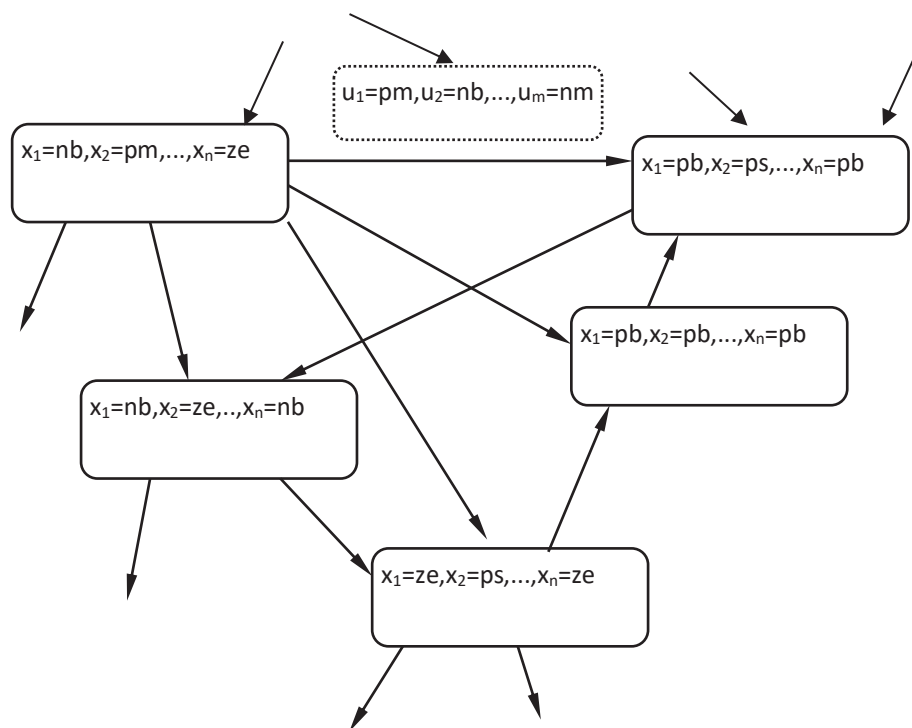 u₁=pm,u₂=nb,...,uₘ=nm
x₁=nb,x₂=pm,...,xₙ=ze
x₁=pb,x₂=ps,...,xₙ=pb
x₁=pb,x₂=pb,...,xₙ=pb
x₁=nb,x₂=ze,..,xₙ=nb
x₁=ze,x₂=ps,...,xₙ=ze